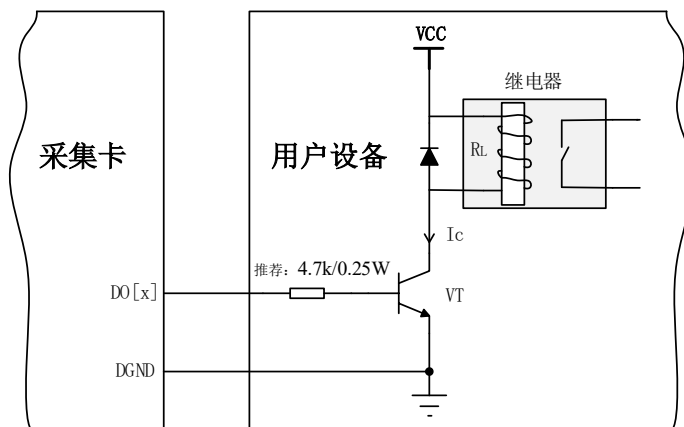 VCC
继电器
采集卡
用户设备
RL
Ic
推荐：4.7k/0.25W
DO[x]
VT
DGND